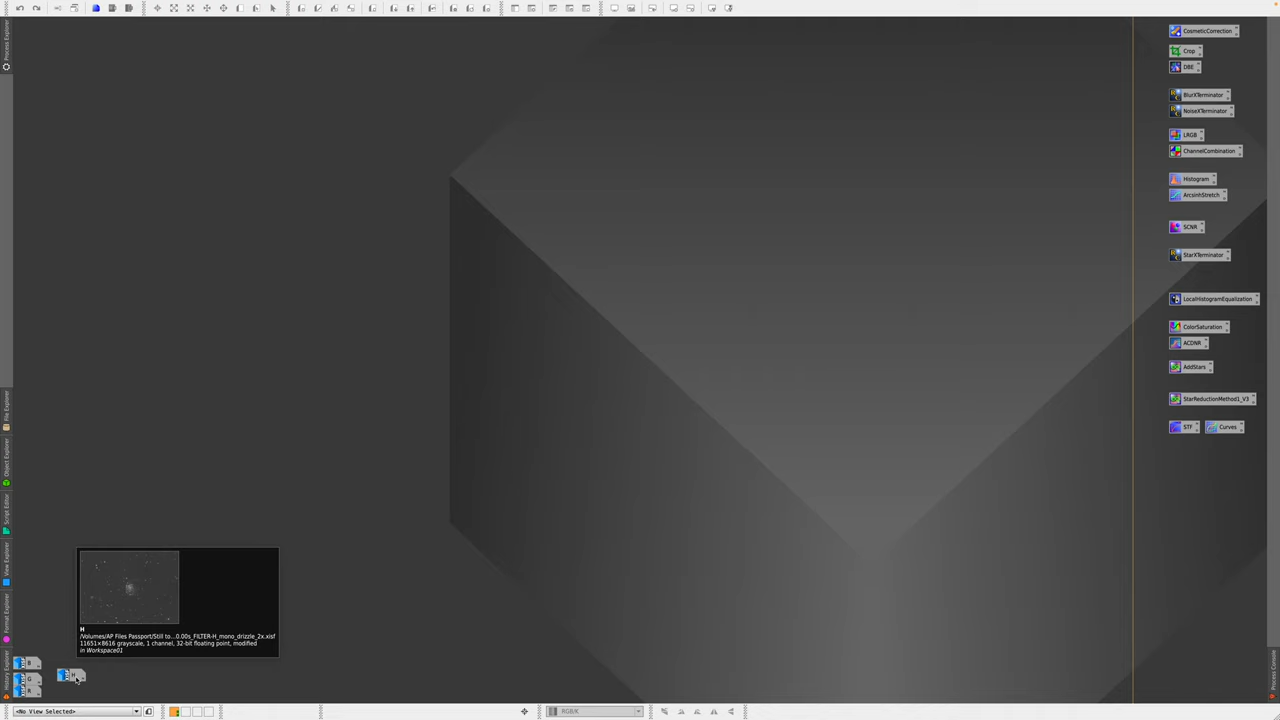 Process Explorer
CosmeticCorrection
Crop
DBE
BlurXTerminator
NoiseXTerminator
LRGB
ChannelCombination
Histogram
ArcsinhStretch
SCNR
StarXTerminator
LocalHistogramEqualization
ColorSaturation
ACDNR
AddStars
StarReductionMethod1_V3
STF
Curves
File Explorer
Object Explorer
Script Editor
View Explorer
Format Explorer
History Explorer
Process Console
H
/Volumes/AP Files Passport/Still to...0.00s_FILTER-H_mono_drizzle_2x.xisf
11651×8616 grayscale, 1 channel, 32-bit floating point, modified
in Workspace01
B
G
R
H
<No View Selected>
RGB/K